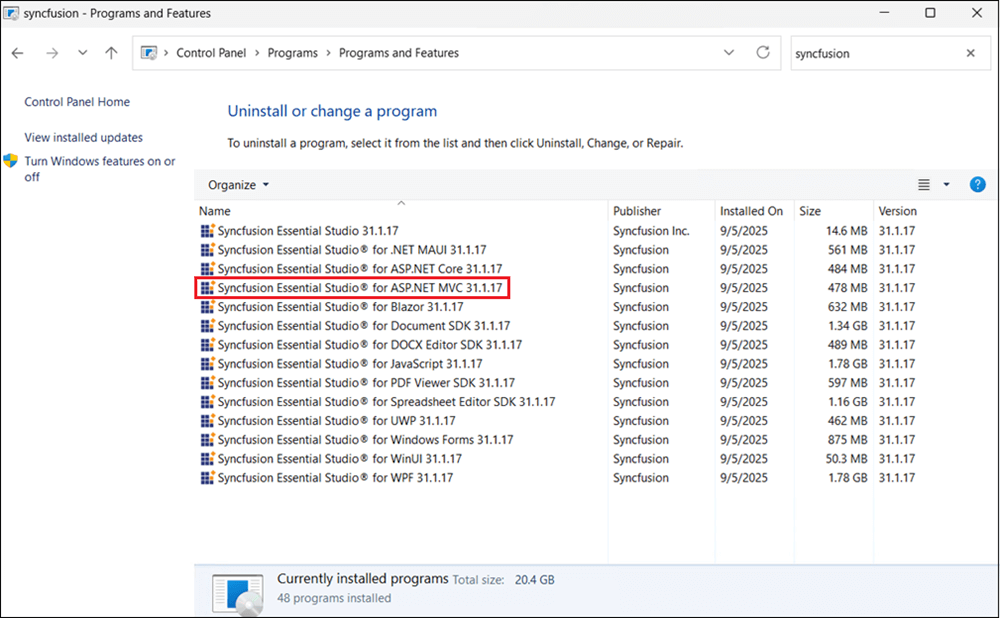 syncfusion - Programs and Features
Control Panel > Programs > Programs and Features
syncfusion
Control Panel Home
View installed updates
Turn Windows features on or
off
Uninstall or change a program
To uninstall a program, select it from the list and then click Uninstall, Change, or Repair.
Organize
Name Publisher Installed On Size Version
Syncfusion Essential Studio 31.1.17 Syncfusion Inc. 9/5/2025 14.6 MB 31.1.17
Syncfusion Essential Studio® for .NET MAUI 31.1.17 Syncfusion 9/5/2025 561 MB 31.1.17
Syncfusion Essential Studio® for ASP.NET Core 31.1.17 Syncfusion 9/5/2025 484 MB 31.1.17
Syncfusion Essential Studio® for ASP.NET MVC 31.1.17 Syncfusion 9/5/2025 478 MB 31.1.17
Syncfusion Essential Studio® for Blazor 31.1.17 Syncfusion 9/5/2025 632 MB 31.1.17
Syncfusion Essential Studio® for Document SDK 31.1.17 Syncfusion 9/5/2025 1.34 GB 31.1.17
Syncfusion Essential Studio® for DOCX Editor SDK 31.1.17 Syncfusion 9/5/2025 489 MB 31.1.17
Syncfusion Essential Studio® for JavaScript 31.1.17 Syncfusion 9/5/2025 1.78 GB 31.1.17
Syncfusion Essential Studio® for PDF Viewer SDK 31.1.17 Syncfusion 9/5/2025 597 MB 31.1.17
Syncfusion Essential Studio® for Spreadsheet Editor SDK 31.1.17 Syncfusion 9/5/2025 1.16 GB 31.1.17
Syncfusion Essential Studio® for UWP 31.1.17 Syncfusion 9/5/2025 462 MB 31.1.17
Syncfusion Essential Studio® for Windows Forms 31.1.17 Syncfusion 9/5/2025 875 MB 31.1.17
Syncfusion Essential Studio® for WinUI 31.1.17 Syncfusion 9/5/2025 50.3 MB 31.1.17
Syncfusion Essential Studio® for WPF 31.1.17 Syncfusion 9/5/2025 1.78 GB 31.1.17
Currently installed programs Total size: 20.4 GB
48 programs installed